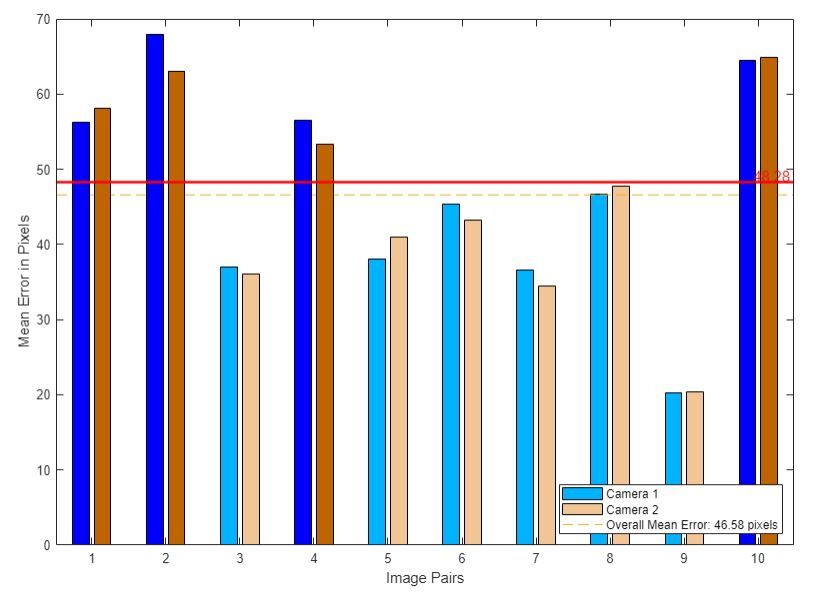 70
60
50
40
30
20
10
0
Mean Error in Pixels
48.28
Camera 1
Camera 2
Overall Mean Error: 46.58 pixels
1 2 3 4 5 6 7 8 9 10
Image Pairs